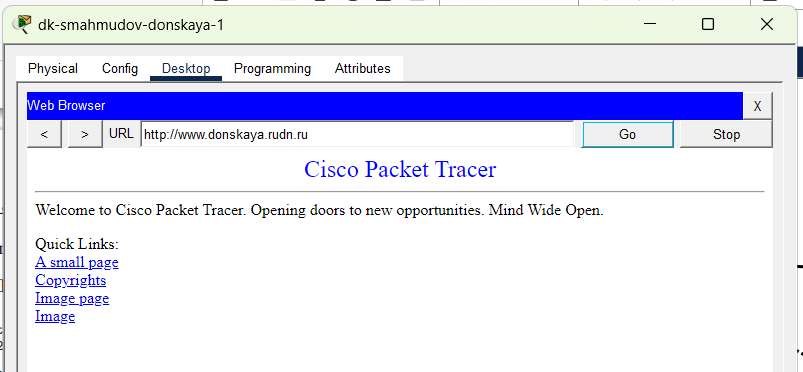 dk-smahmudov-donskaya-1
Physical Config Desktop Programming Attributes
Web Browser X
< > URL http://www.donskaya.rudn.ru Go Stop
Cisco Packet Tracer
Welcome to Cisco Packet Tracer. Opening doors to new opportunities. Mind Wide Open.
Quick Links:
A small page
Copyrights
Image page
Image